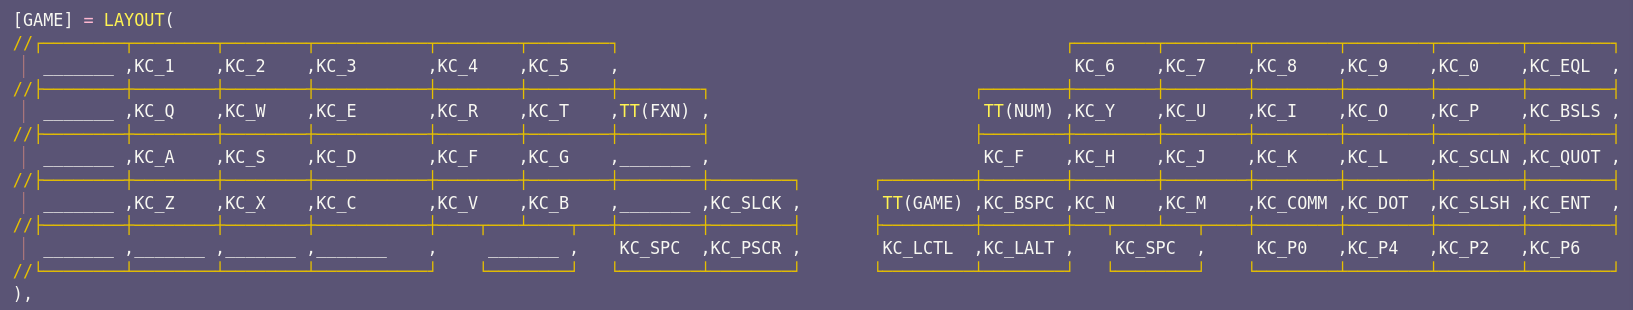 [GAME] = LAYOUT(
//┌────────┬────────┬────────┬───────────┬────────┬────────┐                                            ┌────────┬────────┬────────┬────────┬────────┬────────┐
│ _______ ,KC_1    ,KC_2    ,KC_3       ,KC_4    ,KC_5    ,                                             KC_6    ,KC_7    ,KC_8    ,KC_9    ,KC_0    ,KC_EQL  ,
//├────────┼────────┼────────┼───────────┼────────┼────────┼────────┐                          ┌────────┼────────┼────────┼────────┼────────┼────────┼────────┤
│ _______ ,KC_Q    ,KC_W    ,KC_E       ,KC_R    ,KC_T    ,TT(FXN) ,                           TT(NUM) ,KC_Y    ,KC_U    ,KC_I    ,KC_O    ,KC_P    ,KC_BSLS ,
//├────────┼────────┼────────┼───────────┼────────┼────────┼────────┤                          ├────────┼────────┼────────┼────────┼────────┼────────┼────────┤
│ _______ ,KC_A    ,KC_S    ,KC_D       ,KC_F    ,KC_G    ,_______ ,                           KC_F    ,KC_H    ,KC_J    ,KC_K    ,KC_L    ,KC_SCLN ,KC_QUOT ,
//├────────┼────────┼────────┼───────────┼────────┼────────┼────────┼────────┐       ┌─────────┼────────┼────────┼────────┼────────┼────────┼────────┼────────┤
│ _______ ,KC_Z    ,KC_X    ,KC_C       ,KC_V    ,KC_B    ,_______ ,KC_SLCK ,        TT(GAME) ,KC_BSPC ,KC_N    ,KC_M    ,KC_COMM ,KC_DOT  ,KC_SLSH ,KC_ENT  ,
//├────────┼────────┼────────┼───────────┼────┬───┴────┬───┼────────┼────────┤       ├─────────┼────────┼───┬────┴───┬────┼────────┼────────┼────────┼────────┤
│ _______ ,_______ ,_______ ,_______    ,     _______ ,    KC_SPC  ,KC_PSCR ,        KC_LCTL  ,KC_LALT ,    KC_SPC  ,     KC_P0   ,KC_P4   ,KC_P2   ,KC_P6
//└────────┴────────┴────────┴───────────┘    └────────┘   └────────┴────────┘       └─────────┴────────┘   └────────┘    └────────┴────────┴────────┴────────┘
),